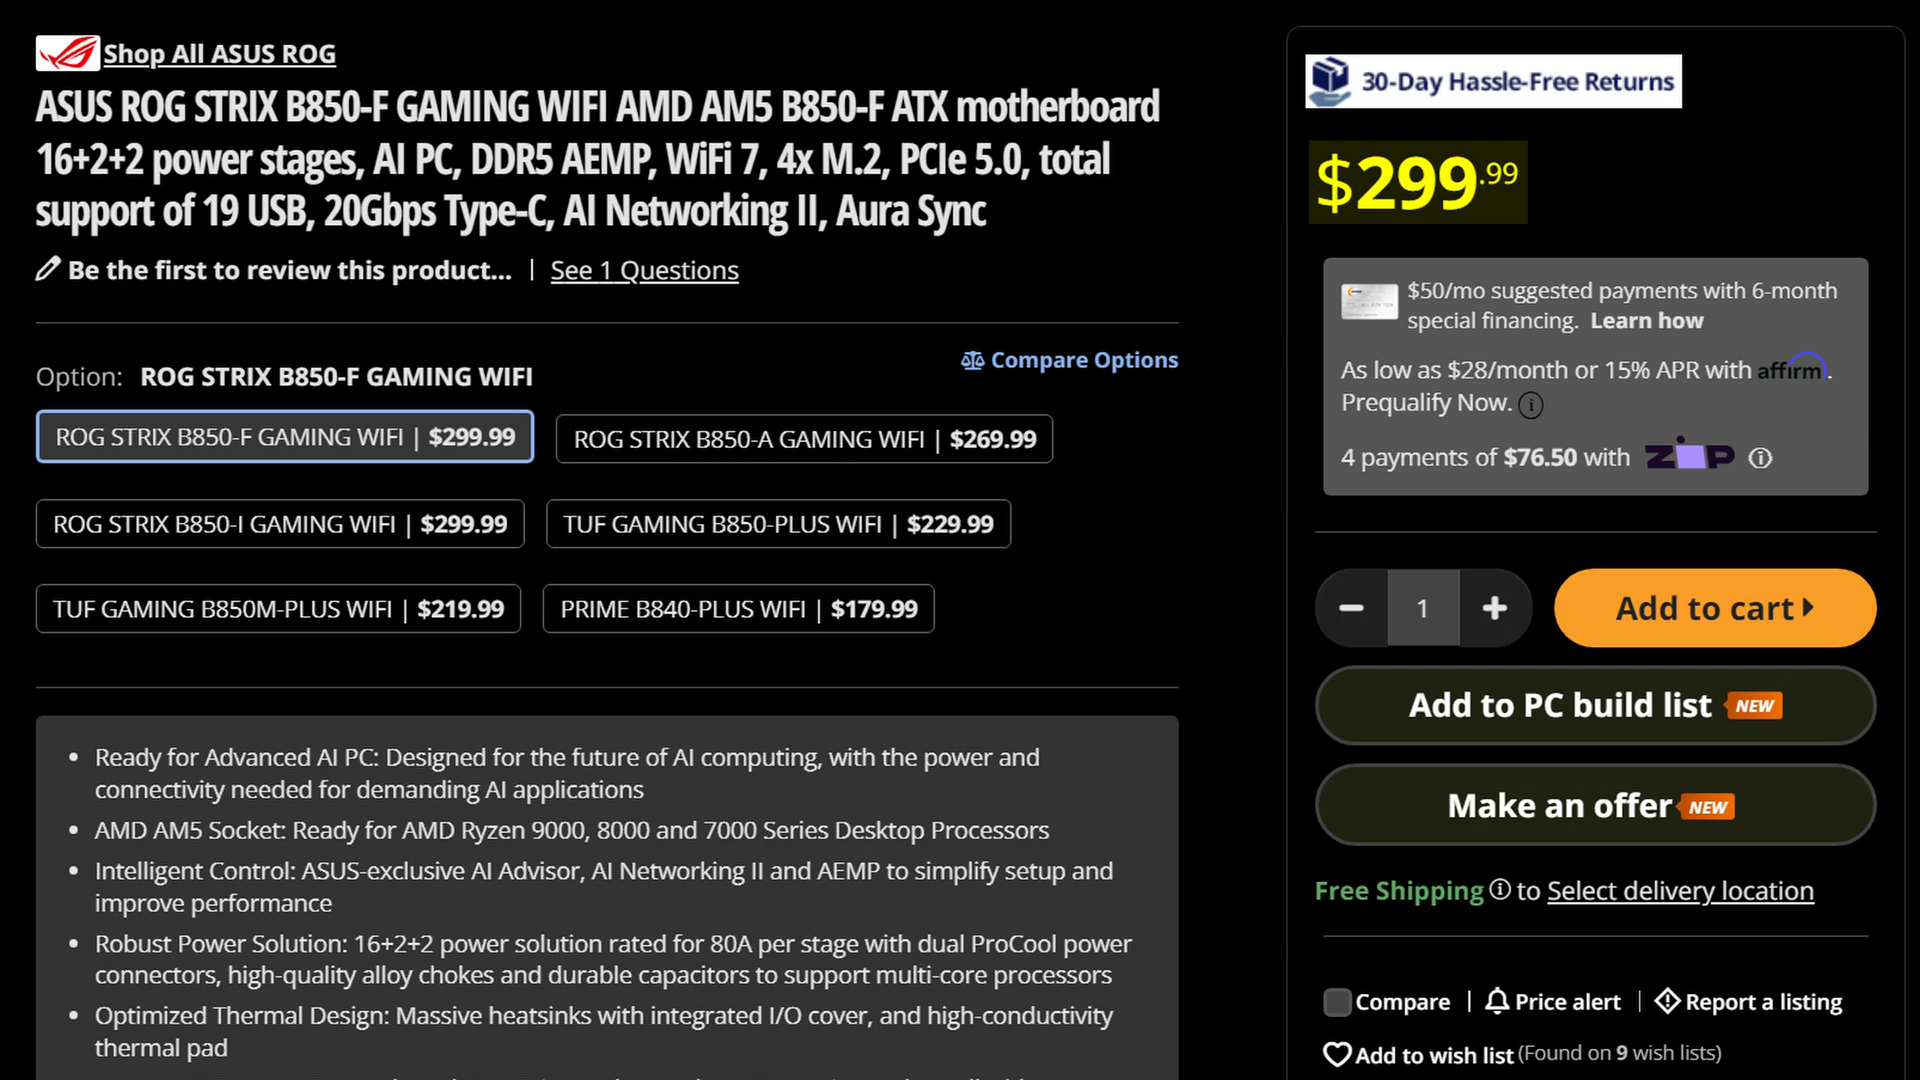 Shop All ASUS ROG
ASUS ROG STRIX B850-F GAMING WIFI AMD AM5 B850-F ATX motherboard
16+2+2 power stages, AI PC, DDR5 AEMP, WiFi 7, 4x M.2, PCIe 5.0, total
support of 19 USB, 20Gbps Type-C, AI Networking II, Aura Sync
Be the first to review this product... | See 1 Questions
Compare Options
Option: ROG STRIX B850-F GAMING WIFI
ROG STRIX B850-F GAMING WIFI | $299.99
ROG STRIX B850-A GAMING WIFI | $269.99
ROG STRIX B850-I GAMING WIFI | $299.99
TUF GAMING B850-PLUS WIFI | $229.99
TUF GAMING B850M-PLUS WIFI | $219.99
PRIME B840-PLUS WIFI | $179.99
• Ready for Advanced AI PC: Designed for the future of AI computing, with the power and
connectivity needed for demanding AI applications
• AMD AM5 Socket: Ready for AMD Ryzen 9000, 8000 and 7000 Series Desktop Processors
• Intelligent Control: ASUS-exclusive AI Advisor, AI Networking II and AEMP to simplify setup and
improve performance
• Robust Power Solution: 16+2+2 power solution rated for 80A per stage with dual ProCool power
connectors, high-quality alloy chokes and durable capacitors to support multi-core processors
• Optimized Thermal Design: Massive heatsinks with integrated I/O cover, and high-conductivity
thermal pad
30-Day Hassle-Free Returns
$299.99
$50/mo suggested payments with 6-month
special financing. Learn how
As low as $28/month or 15% APR with affirm.
Prequalify Now.
4 payments of $76.50 with ZIP
1
Add to cart
Add to PC build list NEW
Make an offer NEW
Free Shipping to Select delivery location
Compare | Price alert | Report a listing
Add to wish list (Found on 9 wish lists)